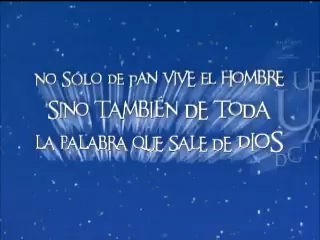 NO SÓLO DE PAN VIVE EL HOMBRE
SINO TAMBIÉN DE TODA
LA PALABRA QUE SALE DE DIOS